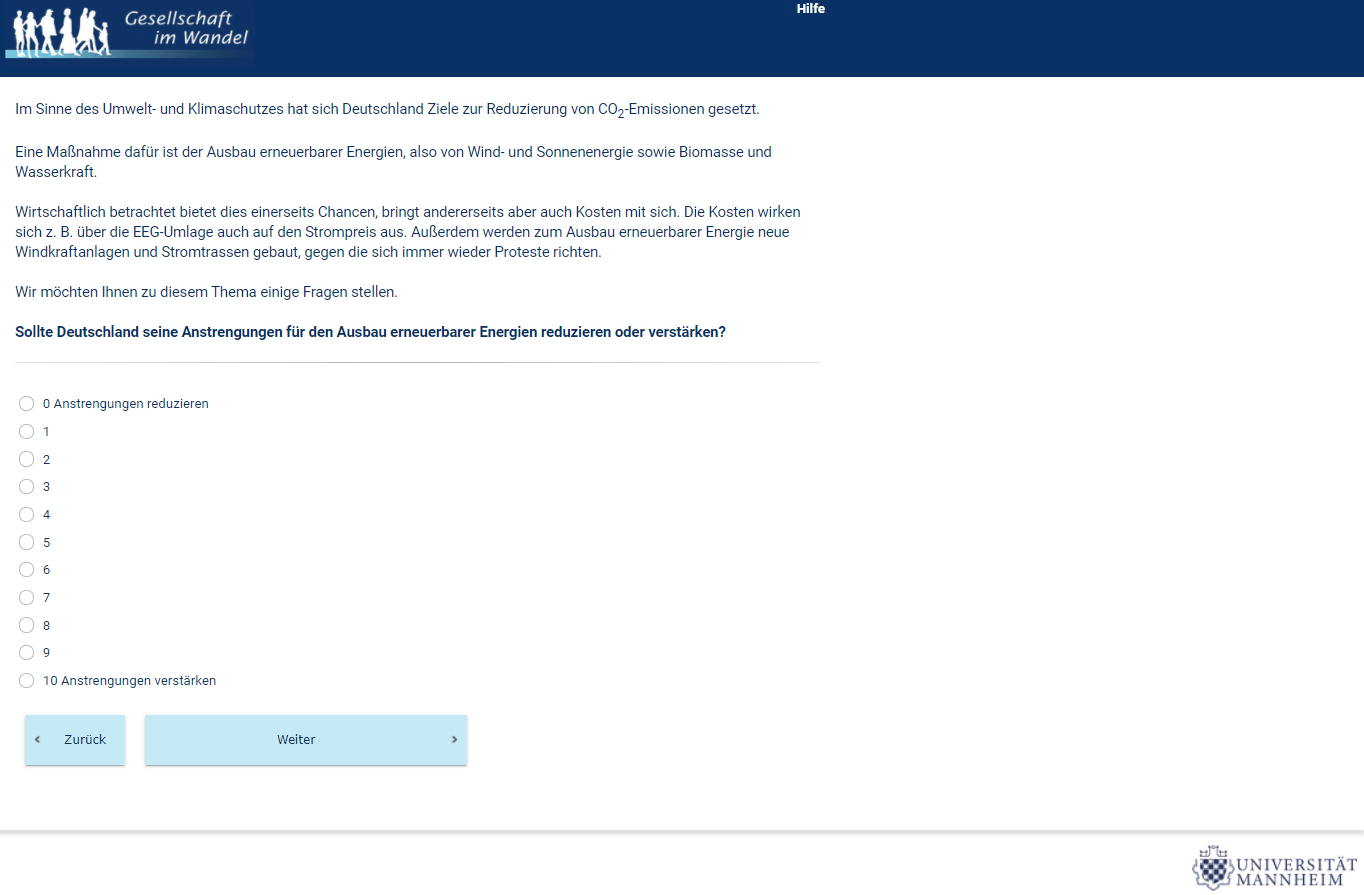 Gesellschaft
im Wandel
Hilfe
Im Sinne des Umwelt- und Klimaschutzes hat sich Deutschland Ziele zur Reduzierung von CO₂-Emissionen gesetzt.
Eine Maßnahme dafür ist der Ausbau erneuerbarer Energien, also von Wind- und Sonnenenergie sowie Biomasse und
Wasserkraft.
Wirtschaftlich betrachtet bietet dies einerseits Chancen, bringt andererseits aber auch Kosten mit sich. Die Kosten wirken
sich z. B. über die EEG-Umlage auch auf den Strompreis aus. Außerdem werden zum Ausbau erneuerbarer Energie neue
Windkraftanlagen und Stromtrassen gebaut, gegen die sich immer wieder Proteste richten.
Wir möchten Ihnen zu diesem Thema einige Fragen stellen.
Sollte Deutschland seine Anstrengungen für den Ausbau erneuerbarer Energien reduzieren oder verstärken?
0 Anstrengungen reduzieren
1
2
3
4
5
6
7
8
9
10 Anstrengungen verstärken
‹ Zurück
Weiter ›
UNIVERSITÄT
MANNHEIM